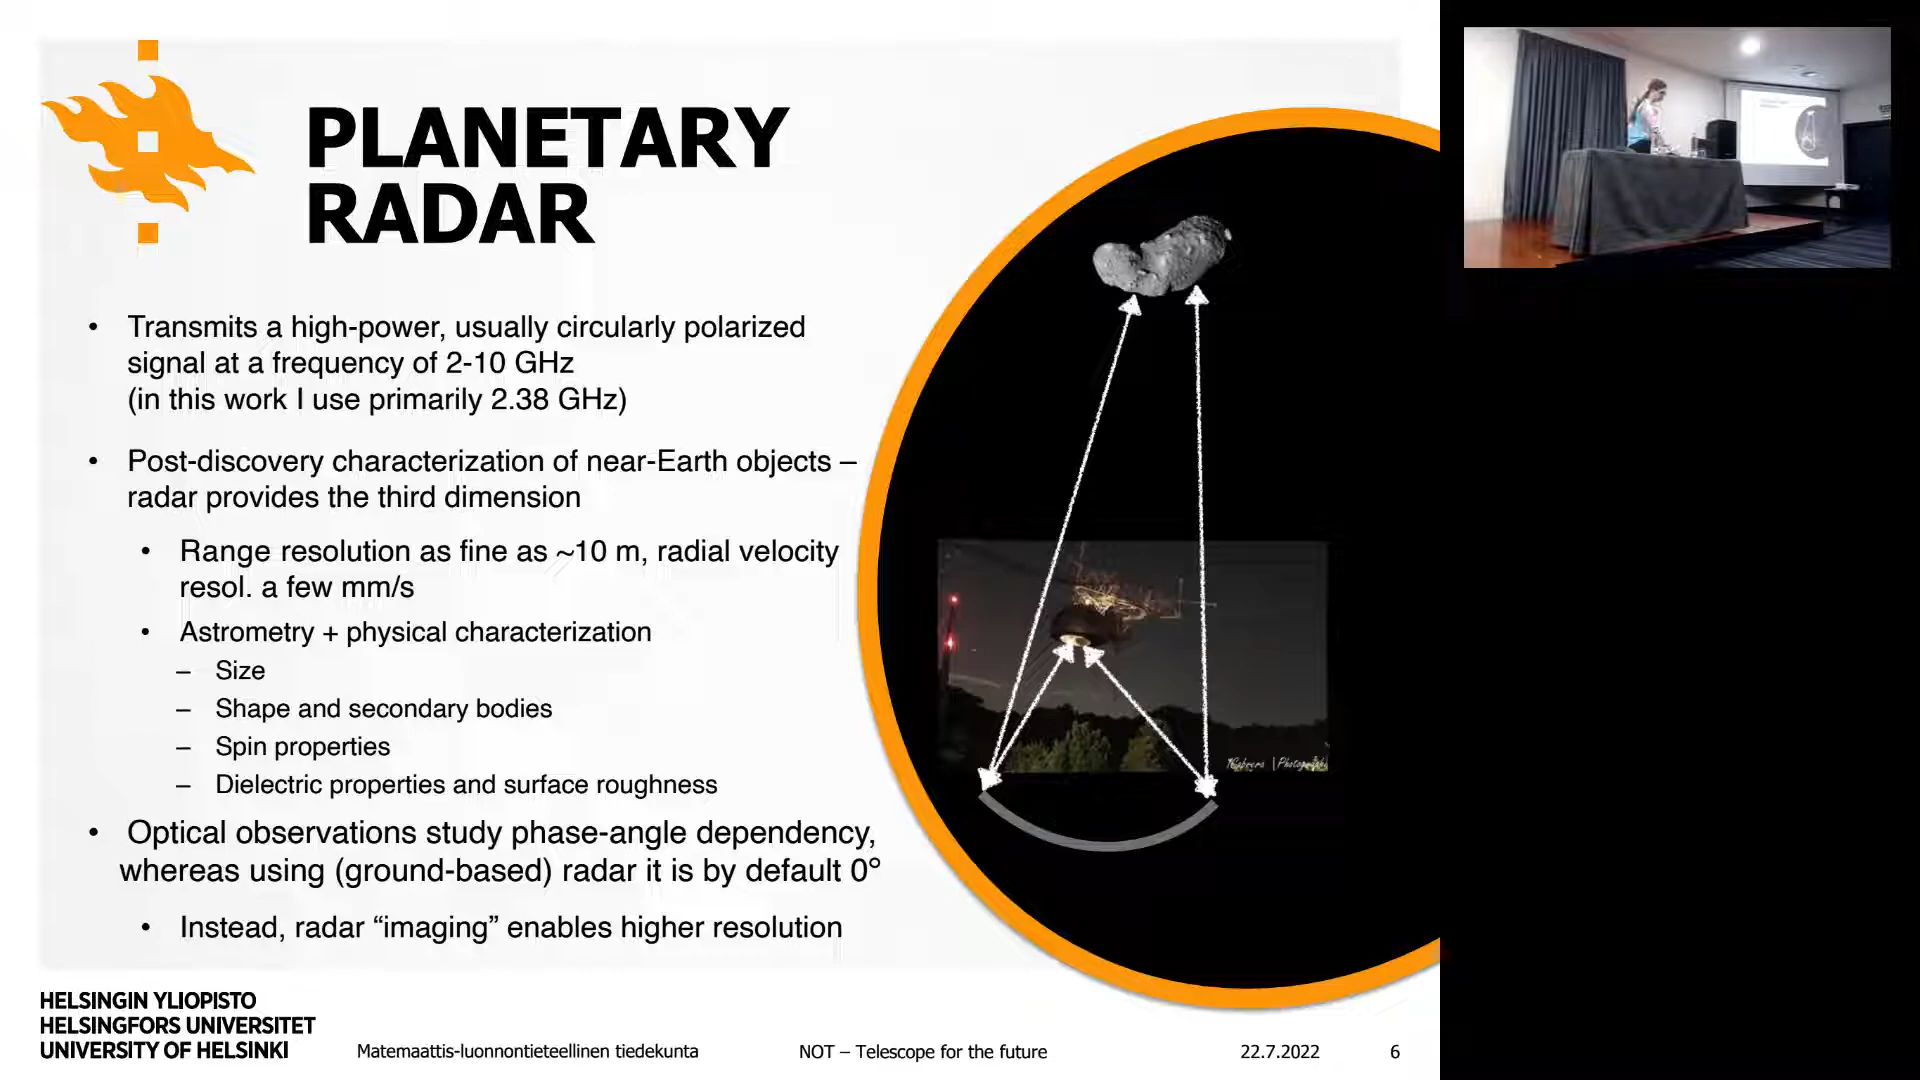 PLANETARY
RADAR
• Transmits a high-power, usually circularly polarized
signal at a frequency of 2-10 GHz
(in this work I use primarily 2.38 GHz)
• Post-discovery characterization of near-Earth objects –
radar provides the third dimension
• Range resolution as fine as ~10 m, radial velocity
resol. a few mm/s
• Astrometry + physical characterization
– Size
– Shape and secondary bodies
– Spin properties
– Dielectric properties and surface roughness
• Optical observations study phase-angle dependency,
whereas using (ground-based) radar it is by default 0°
• Instead, radar “imaging” enables higher resolution
HELSINGIN YLIOPISTO
HELSINGFORS UNIVERSITET
UNIVERSITY OF HELSINKI
Matemaattis-luonnontieteellinen tiedekunta
NOT – Telescope for the future
22.7.2022
6